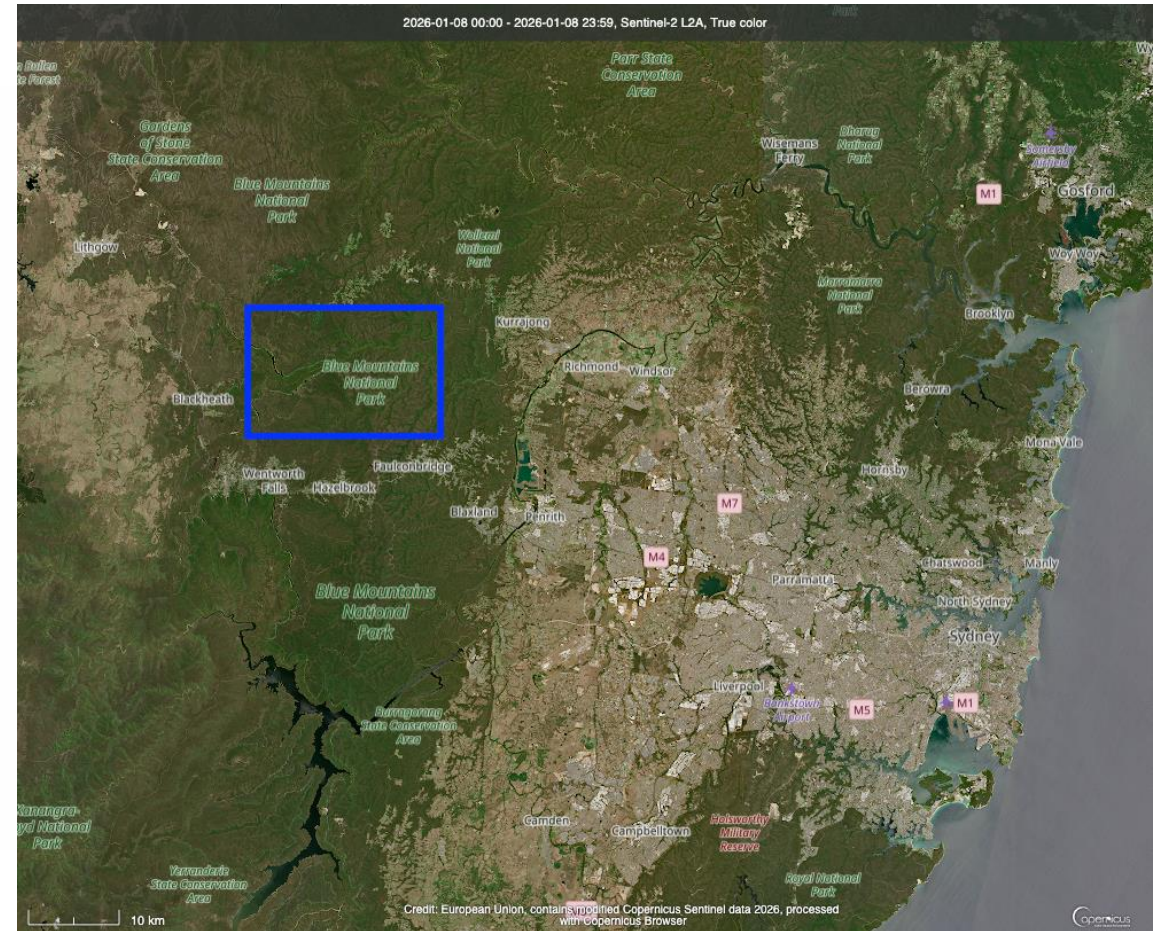 2026-01-08 00:00 - 2026-01-08 23:59, Sentinel-2 L2A, True color
Park
Wy
n Bullen
te Forest
Parr State
Conservation
Area
Gardens
of Stone
State Conservation
Area
Wisemans
Ferry
Dharug
National
Park
Somersby
Airfield
Blue Mountains
National
Park
M1
Gosford
Lithgow
Wollemi
National
Park
Woy Woy
Marramarra
National
Park
Brooklyn
Kurrajong
Blue Mountains
National
Park
Richmond
Windsor
Blackheath
Berowra
Mona Vale
Wentworth
Falls
Hazelbrook
Faulconbridge
Hornsby
Blaxland
Penrith
M7
M4
Chatswood
Manly
Parramatta
North Sydney
Blue Mountains
National
Park
Sydney
Liverpool
Bankstown
Airport
M5
M1
Burragorang
State Conservation
Area
Kanangra-
yd National
Park
Camden
Campbelltown
Holsworthy
Military
Reserve
Yerranderie
State Conservation
Area
Royal National
Park
10 km
Credit: European Union, contains modified Copernicus Sentinel data 2026, processed
with Copernicus Browser
Copernicus